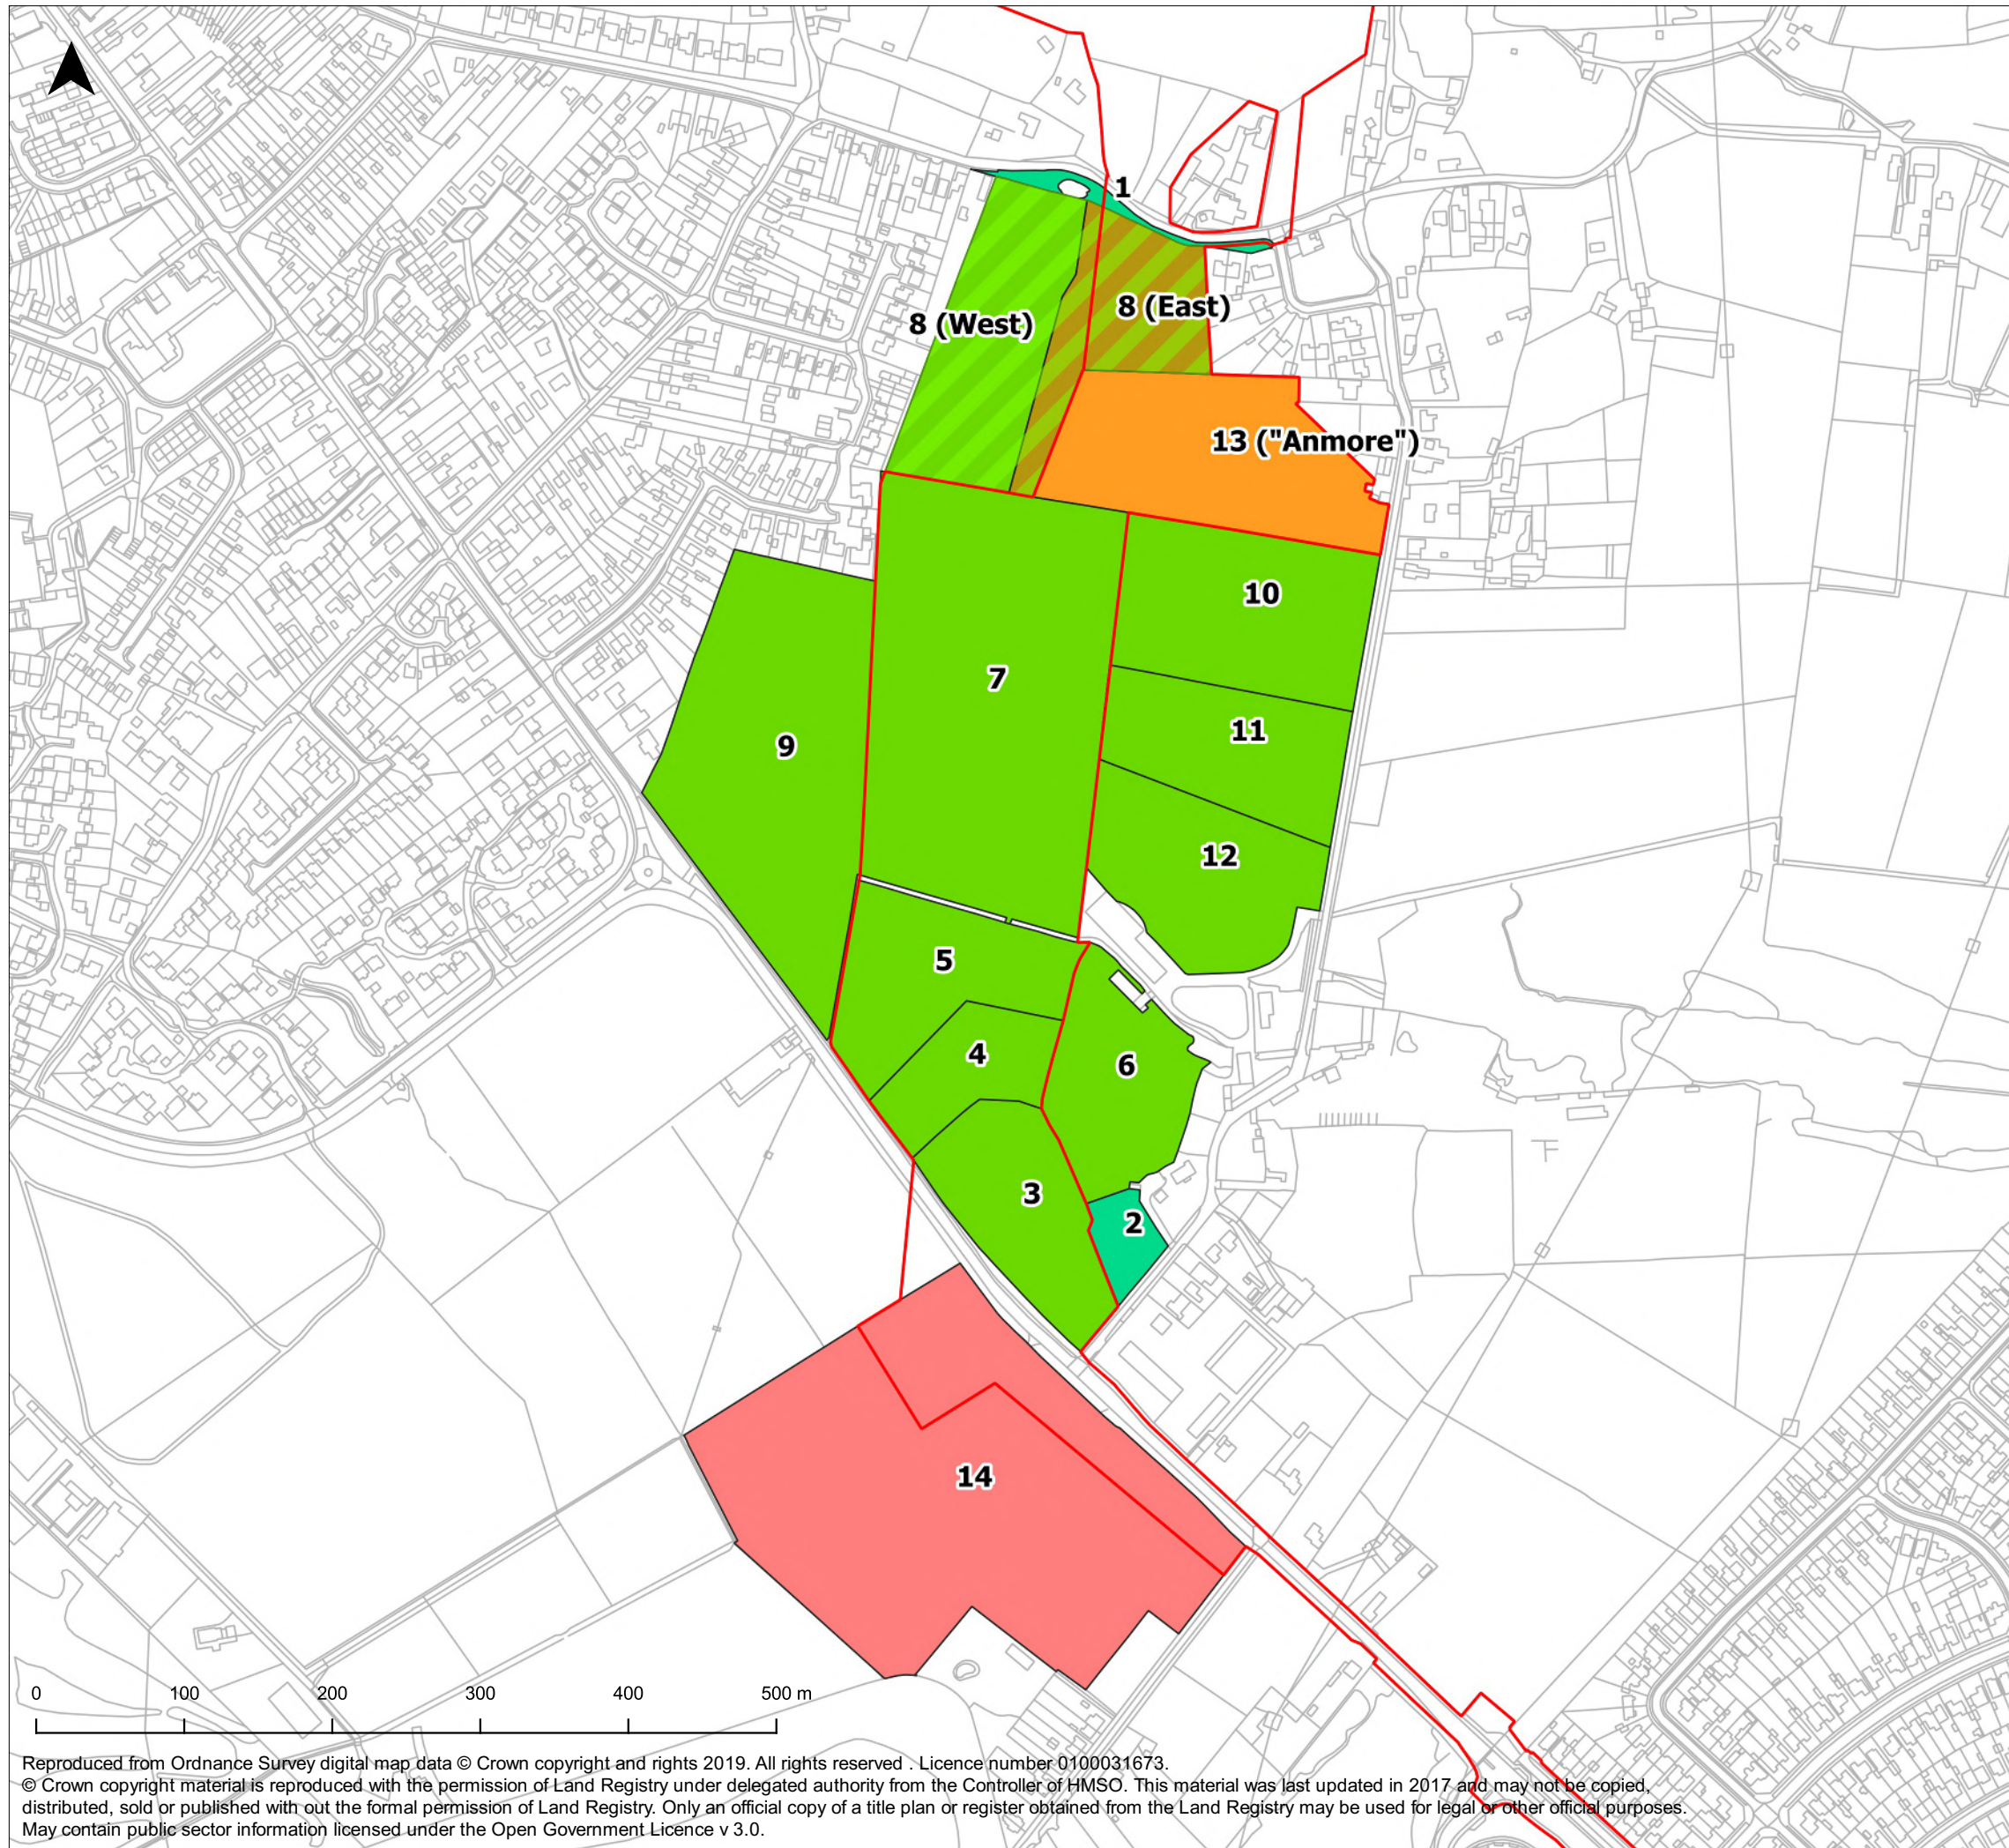 1
8 (East)
8 (West)
13 ("Anmore")
10
7
11
9
12
5
4
6
3
2
14
0 100 200 300 400 500 m
Reproduced from Ordnance Survey digital map data © Crown copyright and rights 2019. All rights reserved . Licence number 0100031673.
© Crown copyright material is reproduced with the permission of Land Registry under delegated authority from the Controller of HMSO. This material was last updated in 2017 and may not be copied,
distributed, sold or published with out the formal permission of Land Registry. Only an official copy of a title plan or register obtained from the Land Registry may be used for legal or other official purposes.
May contain public sector information licensed under the Open Government Licence v 3.0.